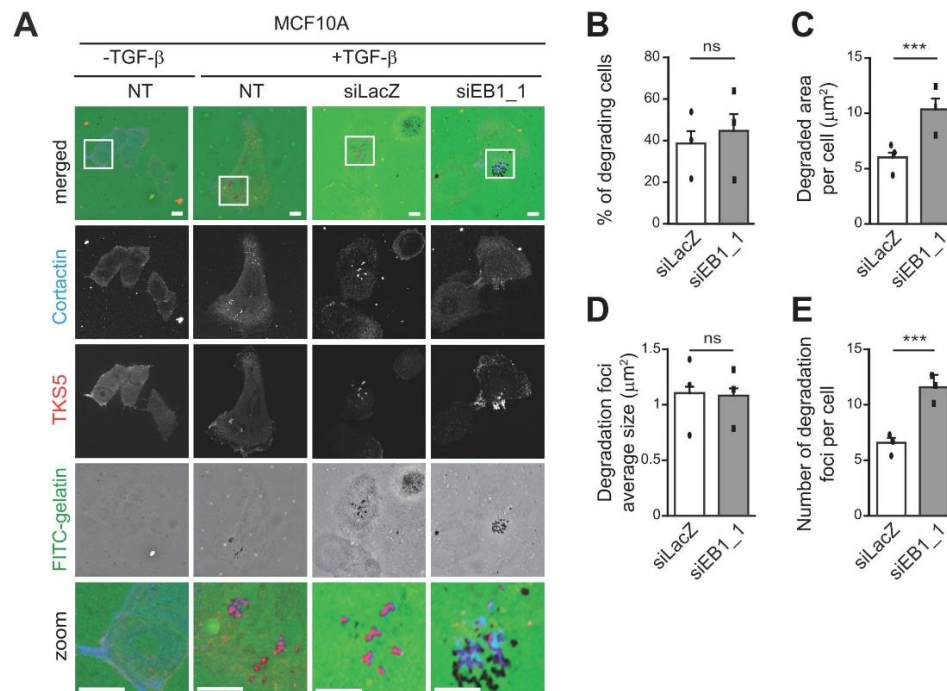 A
MCF10A
-TGF-β
+TGF-β
NT
NT
siLacZ
siEB1_1
merged
Cortactin
TKS5
FITC-gelatin
zoom
B
ns
% of degrading cells
80
60
40
20
0
siLacZ
siEB1_1
C
***
Degraded area
per cell (μm²)
15
10
5
0
siLacZ
siEB1_1
D
ns
Degradation foci
average size (μm²)
1.5
1
0.5
0
siLacZ
siEB1_1
E
***
Number of degradation
foci per cell
15
10
5
0
siLacZ
siEB1_1